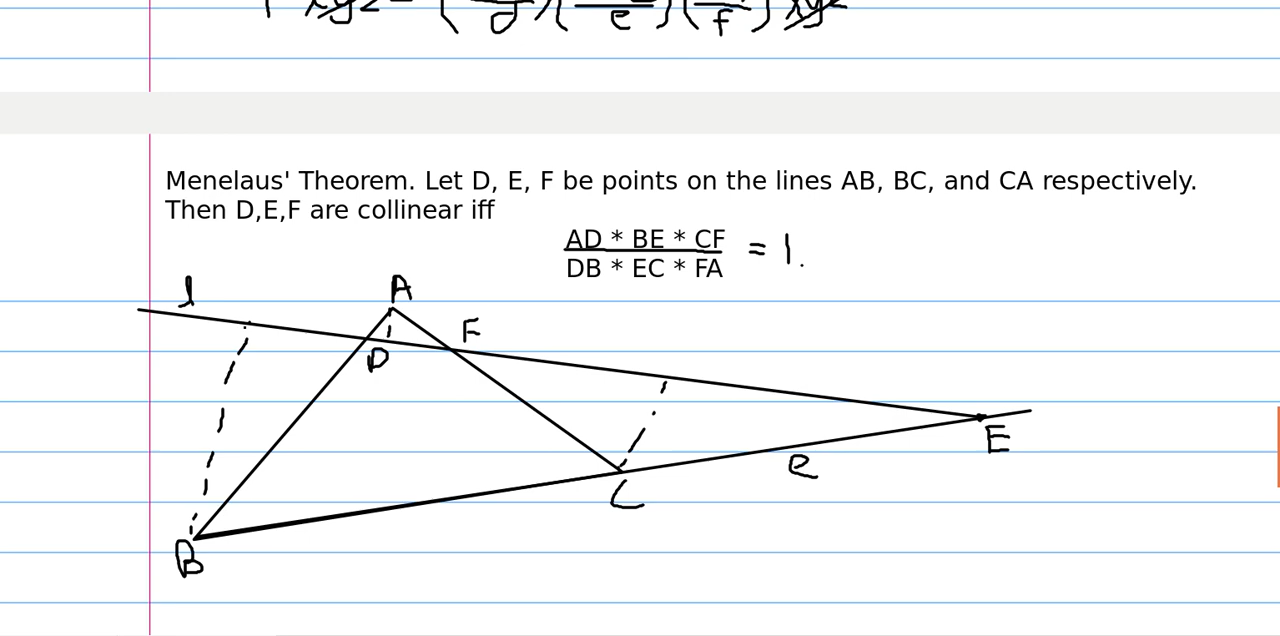 Menelaus' Theorem. Let D, E, F be points on the lines AB, BC, and CA respectively.
Then D,E,F are collinear iff
AD * BE * CF
DB * EC * FA
= 1.
l
A
F
D
E
e
C
B